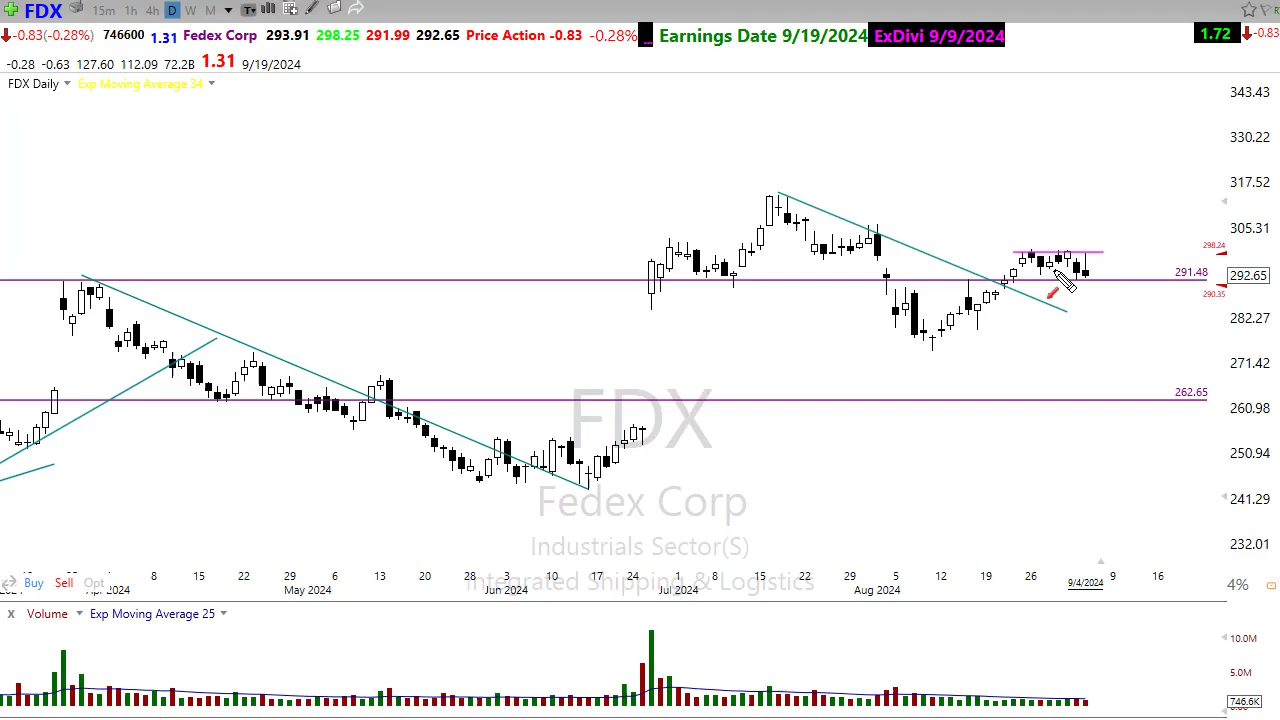 FDX 15m 1h 4h D W M
-0.83(-0.28%) 746600 1.31 Fedex Corp 293.91 298.25 291.99 292.65 Price Action -0.83 -0.28% Earnings Date 9/19/2024 ExDivi 9/9/2024 1.72 -0.83
-0.28 -0.63 127.60 112.09 72.2B 1.31 9/19/2024
FDX Daily Exp Moving Average 34
343.43
330.22
317.52
305.31
298.24
291.48
292.65
290.35
282.27
271.42
262.65
260.98
250.94
241.29
232.01
FDX
Fedex Corp
Industrials Sector(S)
Integrated Shipping & Logistics
8 15 22 29 6 13 20 28 3 10 17 24 1 8 15 22 29 5 12 19 26 9/4/2024 9 16
Apr 2024 May 2024 Jun 2024 Jul 2024 Aug 2024
Buy Sell Opt
4%
X Volume Exp Moving Average 25
10.0M
5.0M
746.6K